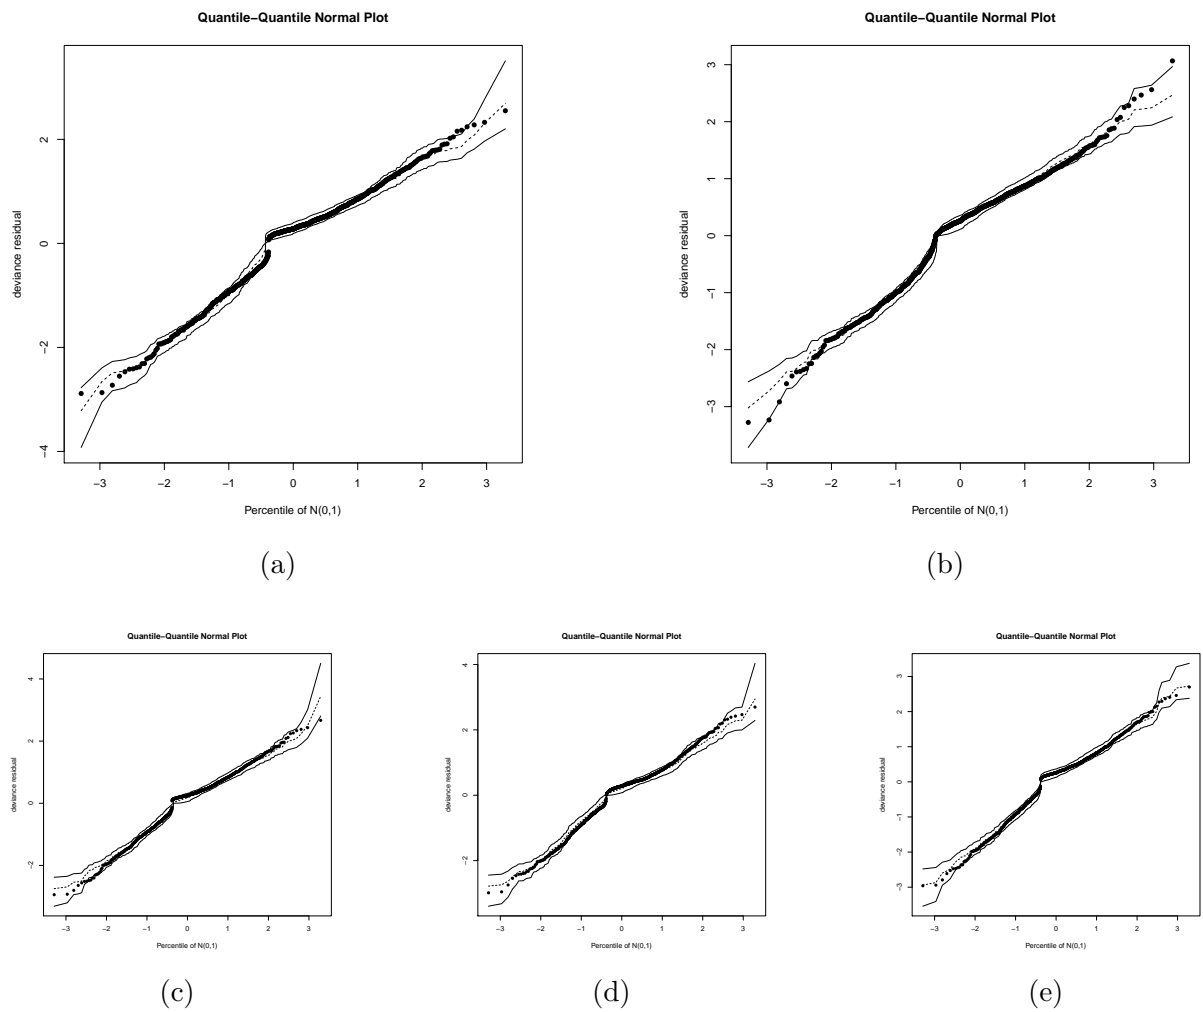 Quantile−Quantile Normal Plot
deviance residual
2
0
−2
−4
−3 −2 −1 0 1 2 3
Percentile of N(0,1)
(a)
Quantile−Quantile Normal Plot
deviance residual
3
2
1
0
−1
−2
−3
−3 −2 −1 0 1 2 3
Percentile of N(0,1)
(b)
Quantile−Quantile Normal Plot
deviance residual
4
2
0
−2
−3 −2 −1 0 1 2 3
Percentile of N(0,1)
(c)
Quantile−Quantile Normal Plot
deviance residual
4
2
0
−2
−3 −2 −1 0 1 2 3
Percentile of N(0,1)
(d)
Quantile−Quantile Normal Plot
deviance residual
3
2
1
0
−1
−2
−3
−3 −2 −1 0 1 2 3
Percentile of N(0,1)
(e)